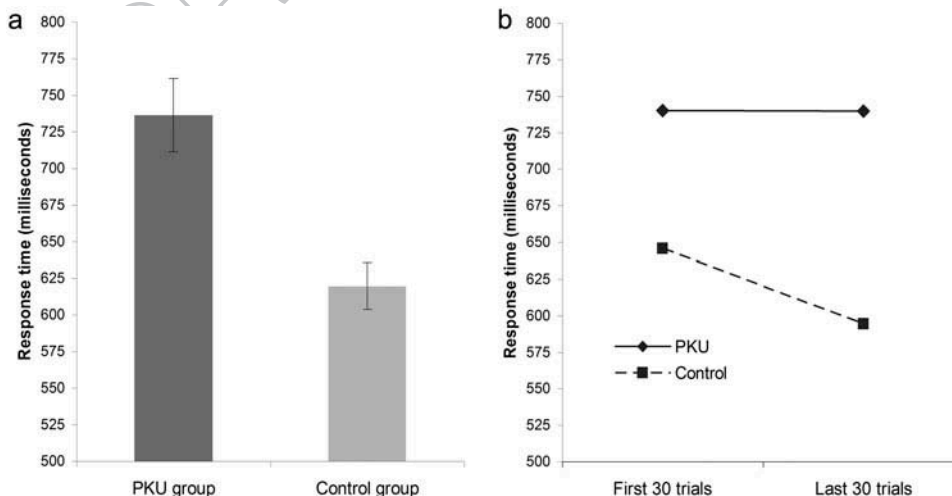 a
Response time (milliseconds)
800
775
750
725
700
675
650
625
600
575
550
525
500
PKU group
Control group
b
Response time (milliseconds)
800
775
750
725
700
675
650
625
600
575
550
525
500
PKU
Control
First 30 trials
Last 30 trials